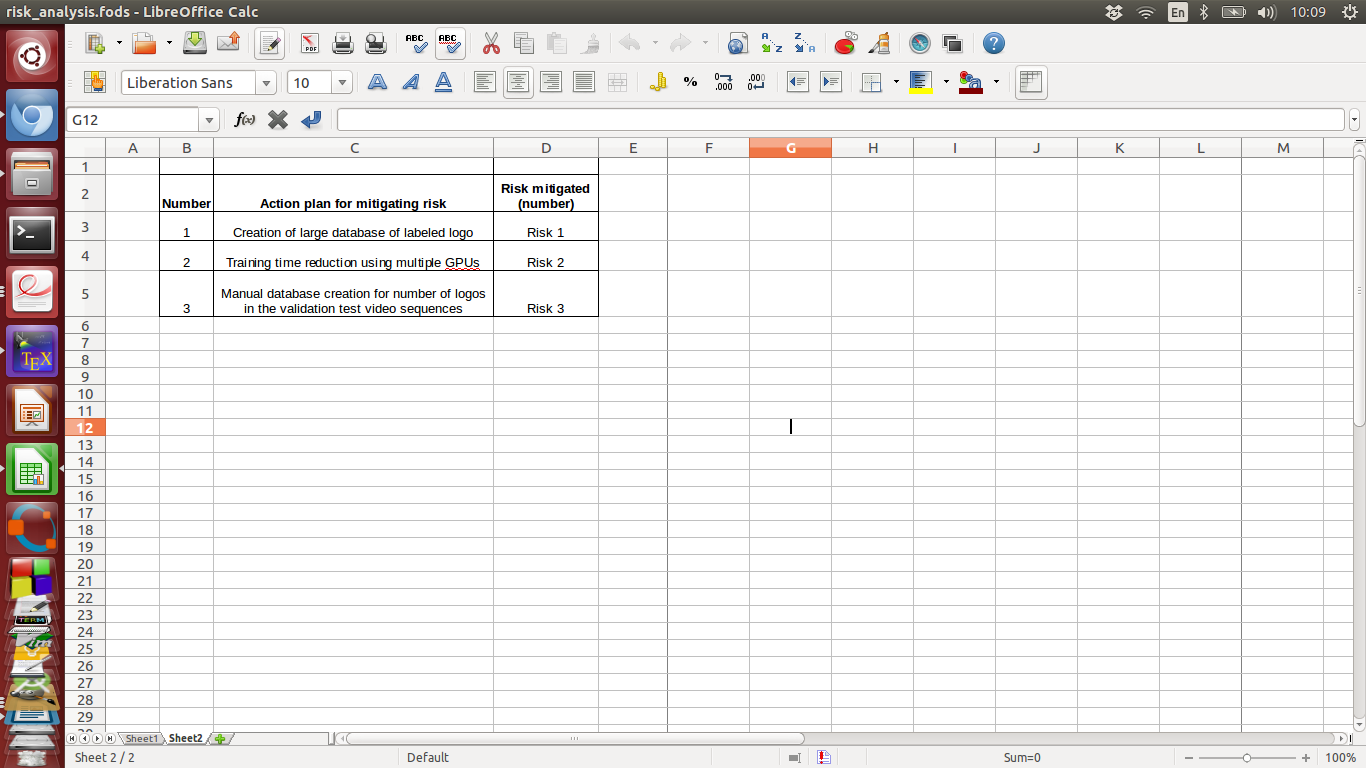 risk_analysis.fods - LibreOffice Calc
En
10:09
Liberation Sans
10
G12
A B C D E F G H I J K L M
1
2
Number
Action plan for mitigating risk
Risk mitigated
(number)
3
1
Creation of large database of labeled logo
Risk 1
4
2
Training time reduction using multiple GPUs
Risk 2
5
3
Manual database creation for number of logos
in the validation test video sequences
Risk 3
6
7
8
9
10
11
12
13
14
15
16
17
18
19
20
21
22
23
24
25
26
27
28
29
Sheet1
Sheet2
Sheet 2 / 2
Default
Sum=0
100%
TEX
TERM